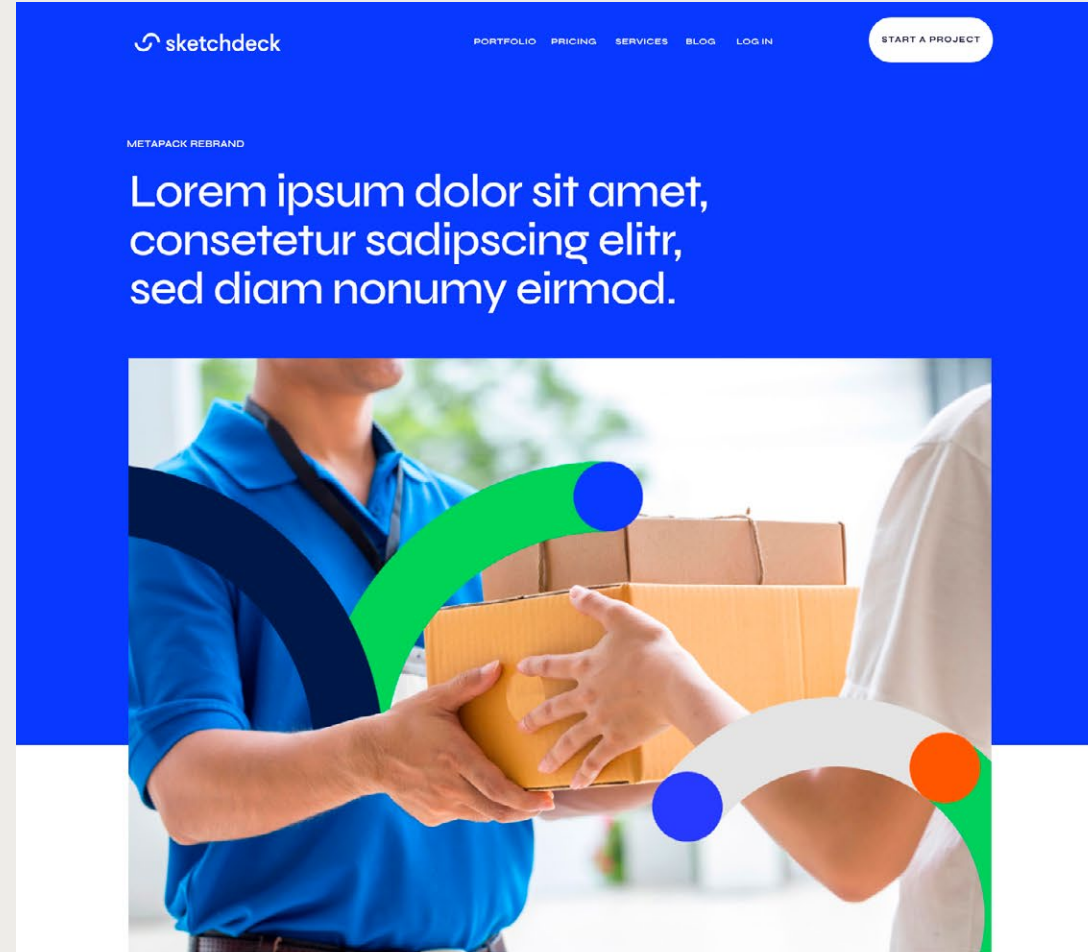 sketchdeck
PORTFOLIO PRICING SERVICES BLOG LOG IN
START A PROJECT
METAPACK REBRAND
Lorem ipsum dolor sit amet,
consetetur sadipscing elitr,
sed diam nonumy eirmod.